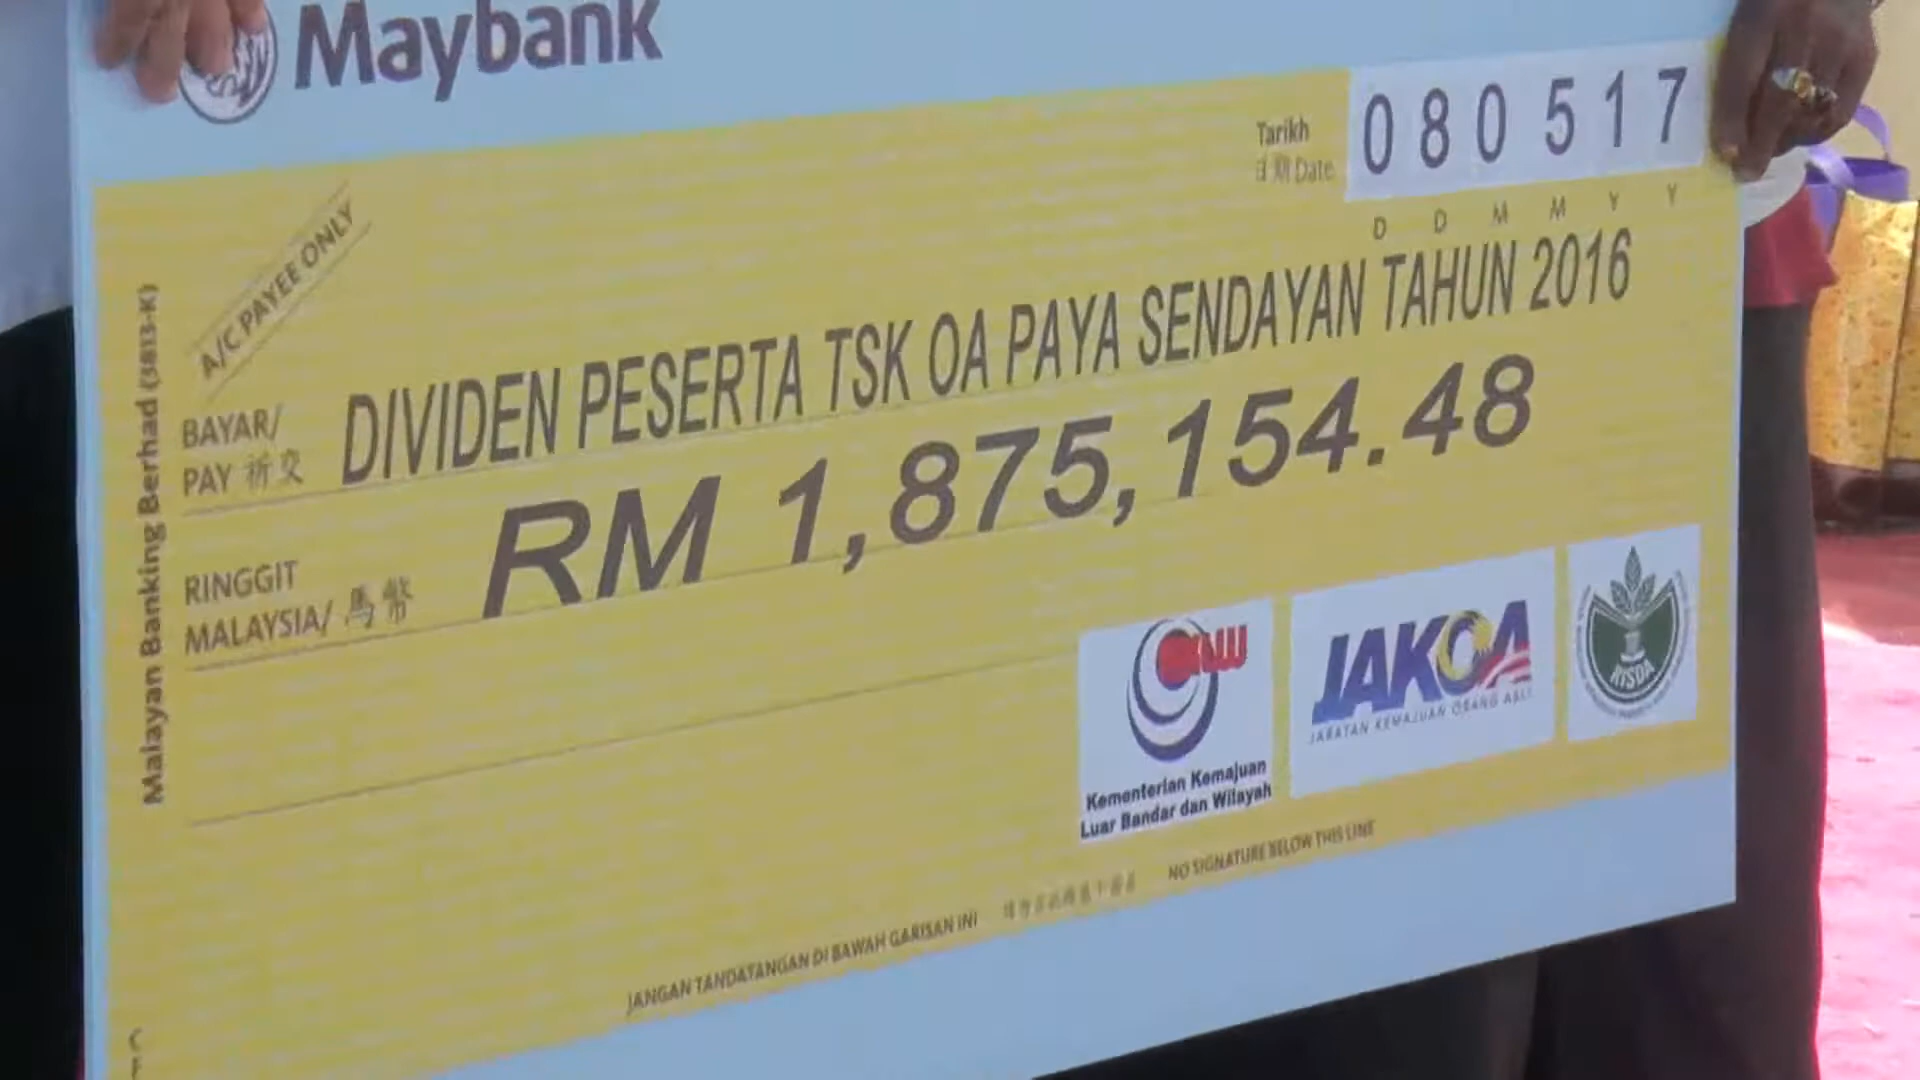 Maybank
Tarikh
日期 Date
080517
D D M M Y Y
A/C PAYEE ONLY
BAYAR/
PAY 祈交
DIVIDEN PESERTA TSK OA PAYA SENDAYAN TAHUN 2016
RINGGIT
MALAYSIA/ 馬幣
RM 1,875,154.48
Malayan Banking Berhad (3813-K)
KKLW
Kementerian Kemajuan
Luar Bandar dan Wilayah
JAKOA
JABATAN KEMAJUAN ORANG ASLI
RISDA
JANGAN TANDATANGAN DI BAWAH GARISAN INI
NO SIGNATURE BELOW THIS LINE